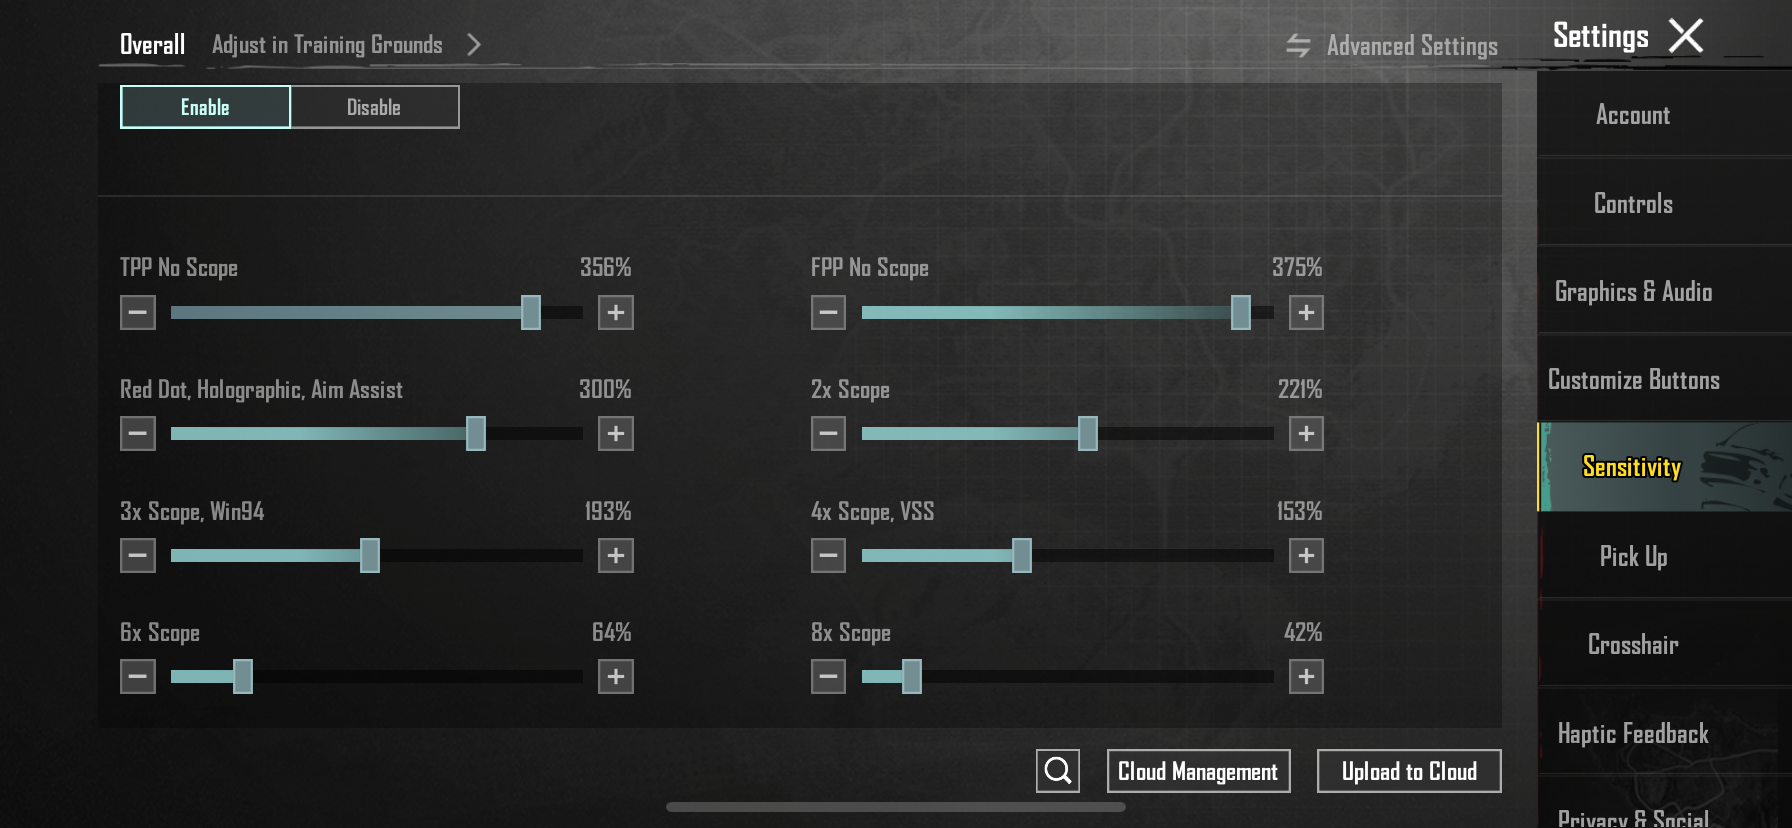 Overall Adjust in Training Grounds
Advanced Settings
Settings
Enable Disable
TPP No Scope 356%
FPP No Scope 375%
Red Dot, Holographic, Aim Assist 300%
2x Scope 221%
3x Scope, Win94 193%
4x Scope, VSS 153%
6x Scope 64%
8x Scope 42%
Cloud Management
Upload to Cloud
Account
Controls
Graphics & Audio
Customize Buttons
Sensitivity
Pick Up
Crosshair
Haptic Feedback
Privacy & Social